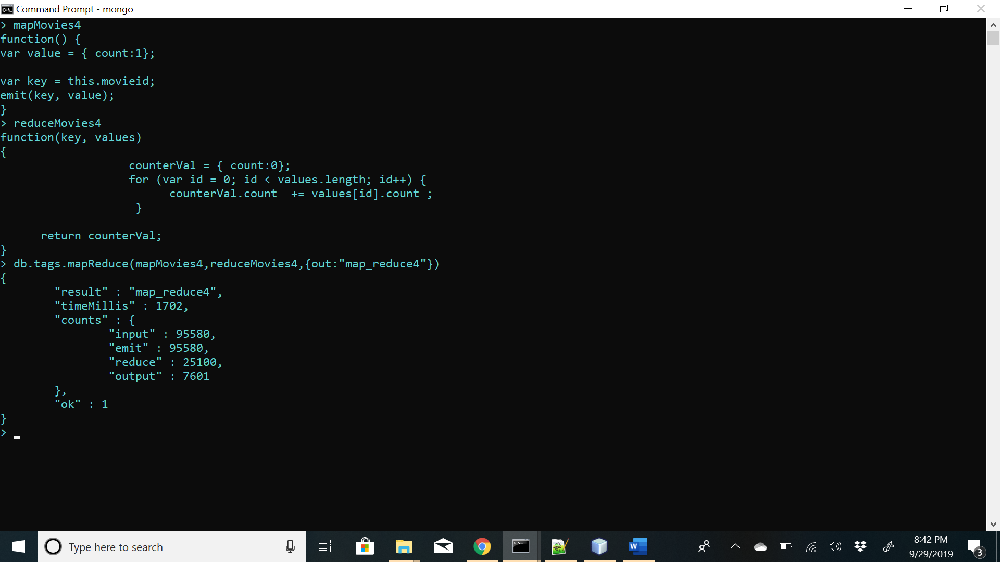 Command Prompt - mongo
> mapMovies4
function() {
var value = { count:1};
var key = this.movieid;
emit(key, value);
}
> reduceMovies4
function(key, values)
{
counterVal = { count:0};
for (var id = 0; id < values.length; id++) {
counterVal.count  += values[id].count ;
}
return counterVal;
}
> db.tags.mapReduce(mapMovies4,reduceMovies4,{out:"map_reduce4"})
{
"result" : "map_reduce4",
"timeMillis" : 1702,
"counts" : {
"input" : 95580,
"emit" : 95580,
"reduce" : 25100,
"output" : 7601
},
"ok" : 1
}
>
Type here to search
8:42 PM
9/29/2019
3